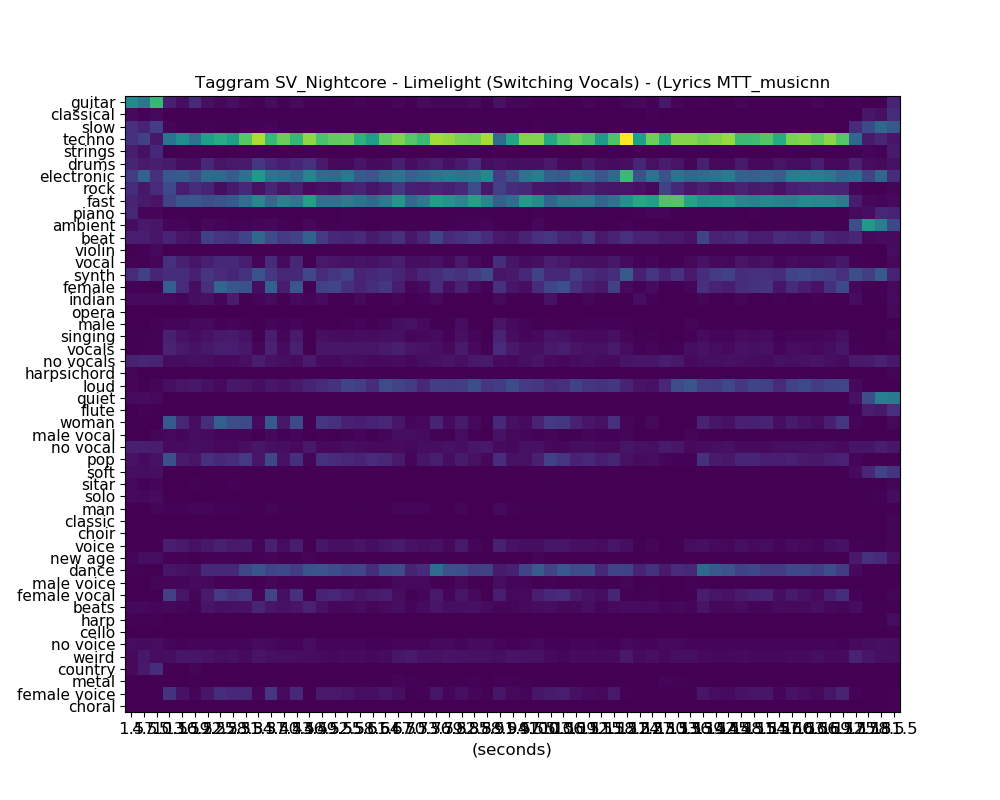 Taggram SV_Nightcore - Limelight (Switching Vocals) - (Lyrics MTT_musicnn
guitar
classical
slow
techno
strings
drums
electronic
rock
fast
piano
ambient
beat
violin
vocal
synth
female
indian
opera
male
singing
vocals
no vocals
harpsichord
loud
quiet
flute
woman
male vocal
no vocal
pop
soft
sitar
solo
man
classic
choir
voice
new age
dance
male voice
female vocal
beats
harp
cello
no voice
weird
country
metal
female voice
choral
(seconds)